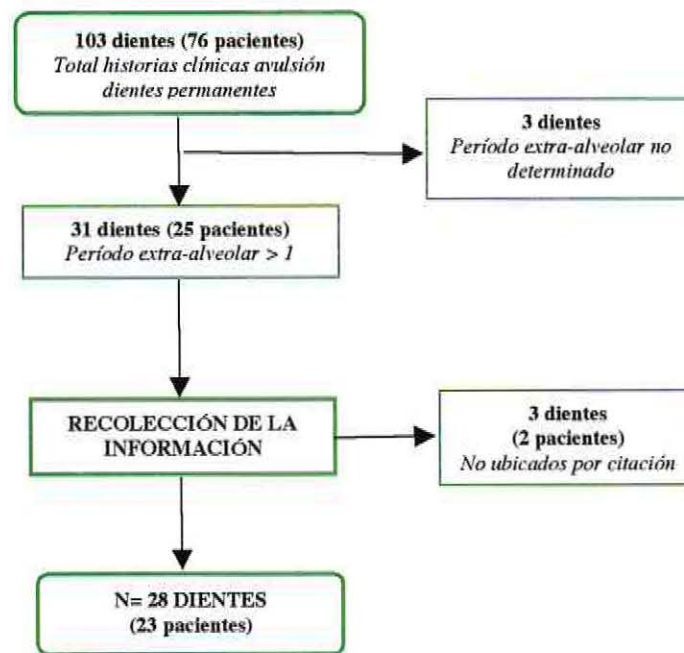 103 dientes (76 pacientes)
Total historias clínicas avulsión
dientes permanentes
3 dientes
Período extra-alveolar no
determinado
31 dientes (25 pacientes)
Período extra-alveolar > 1
RECOLECCIÓN DE LA
INFORMACIÓN
3 dientes
(2 pacientes)
No ubicados por citación
N= 28 DIENTES
(23 pacientes)